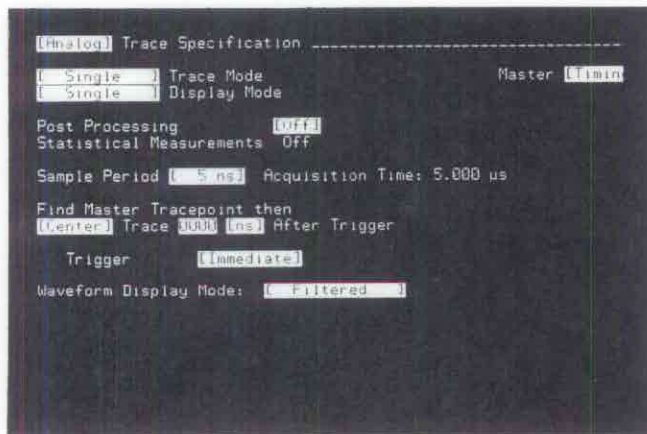 [Analog] Trace Specification ----------------------------------
[ Single ] Trace Mode Master [Timin
[ Single ] Display Mode
Post Processing [Off]
Statistical Measurements Off
Sample Period [ 5 ns] Acquisition Time: 5.000 µs
Find Master Tracepoint then
[Center] Trace 0000 [ns] After Trigger
Trigger [Immediate]
Waveform Display Mode: [ Filtered ]